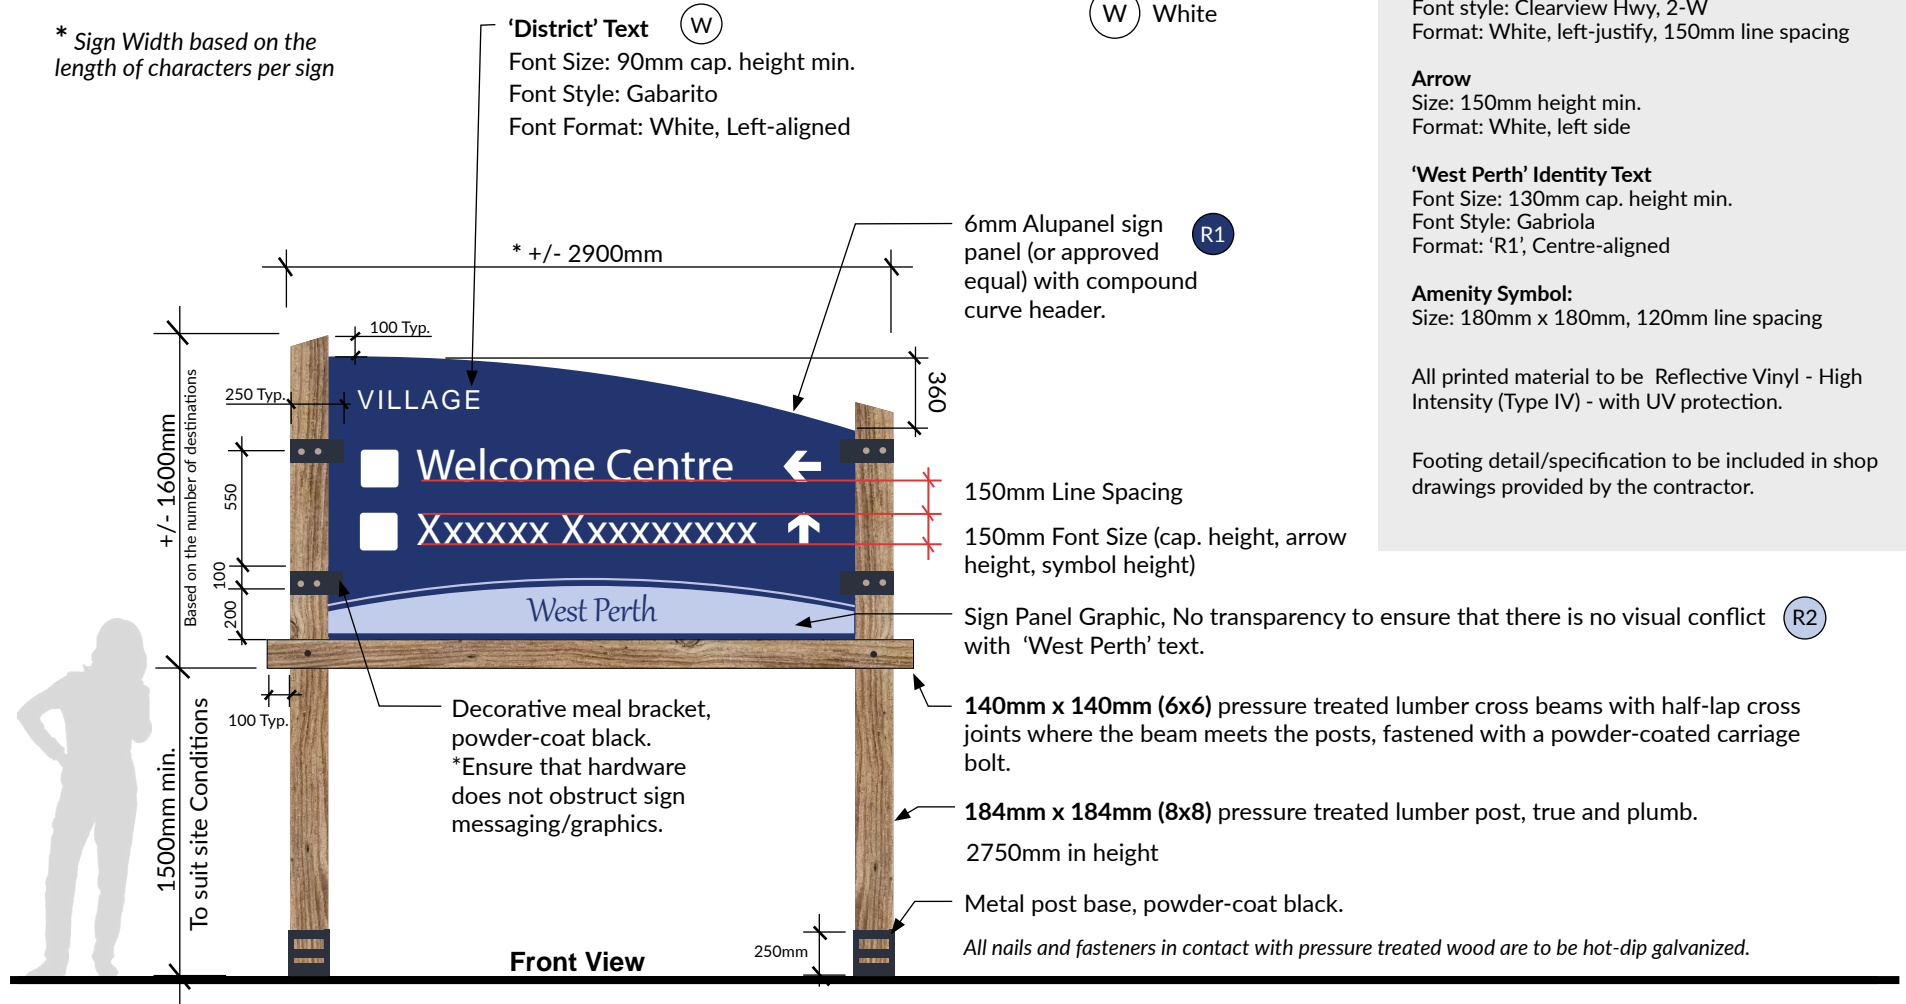 * Sign Width based on the
length of characters per sign
‘District’ Text
W
Font Size: 90mm cap. height min.
Font Style: Gabarito
Font Format: White, Left-aligned
W White
Font style: Clearview Hwy, 2-W
Format: White, left-justify, 150mm line spacing
Arrow
Size: 150mm height min.
Format: White, left side
‘West Perth’ Identity Text
Font Size: 130mm cap. height min.
Font Style: Gabriola
Format: ‘R1’, Centre-aligned
Amenity Symbol:
Size: 180mm x 180mm, 120mm line spacing
All printed material to be Reflective Vinyl - High
Intensity (Type IV) - with UV protection.
Footing detail/specification to be included in shop
drawings provided by the contractor.
6mm Alupanel sign
panel (or approved
equal) with compound
curve header.
R1
* +/- 2900mm
100 Typ.
250 Typ.
360
+/- 1600mm
Based on the number of destinations
550
100
200
VILLAGE
Welcome Centre
Xxxxxx Xxxxxxxxx
West Perth
150mm Line Spacing
150mm Font Size (cap. height, arrow
height, symbol height)
Sign Panel Graphic, No transparency to ensure that there is no visual conflict
with ‘West Perth’ text.
R2
100 Typ.
1500mm min.
To suit site Conditions
Decorative meal bracket,
powder-coat black.
*Ensure that hardware
does not obstruct sign
messaging/graphics.
140mm x 140mm (6x6) pressure treated lumber cross beams with half-lap cross
joints where the beam meets the posts, fastened with a powder-coated carriage
bolt.
184mm x 184mm (8x8) pressure treated lumber post, true and plumb.
2750mm in height
Metal post base, powder-coat black.
All nails and fasteners in contact with pressure treated wood are to be hot-dip galvanized.
250mm
Front View